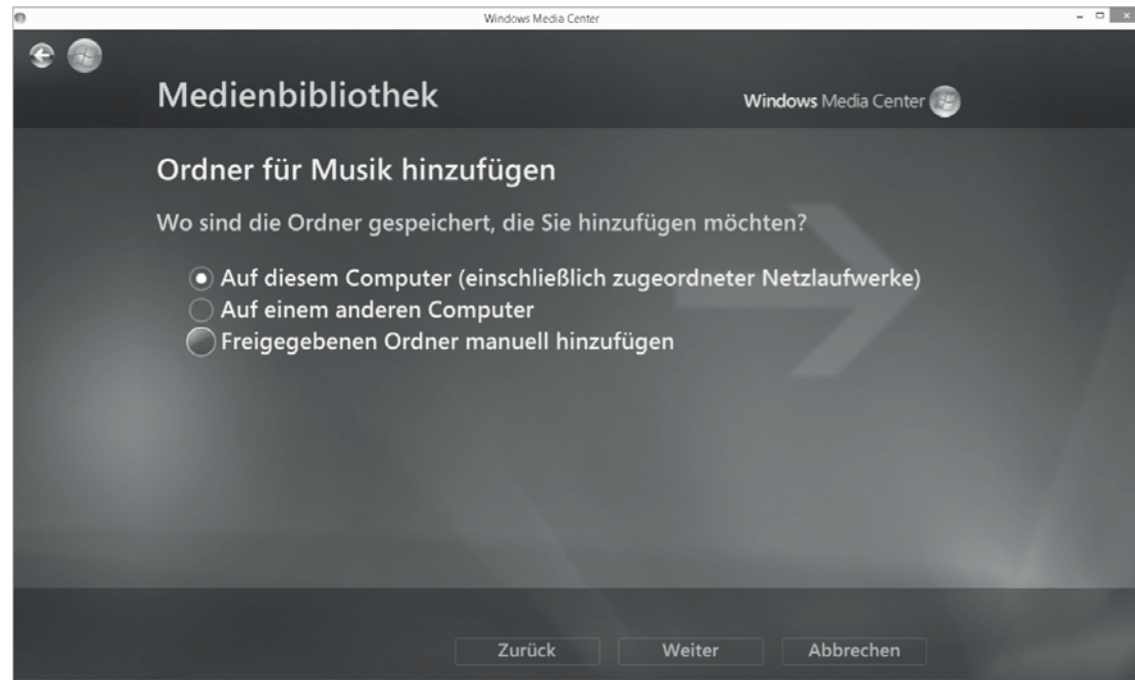 Windows Media Center
Medienbibliothek
Windows Media Center
Ordner für Musik hinzufügen
Wo sind die Ordner gespeichert, die Sie hinzufügen möchten?
Auf diesem Computer (einschließlich zugeordneter Netzlaufwerke)
Auf einem anderen Computer
Freigegebenen Ordner manuell hinzufügen
Zurück Weiter Abbrechen